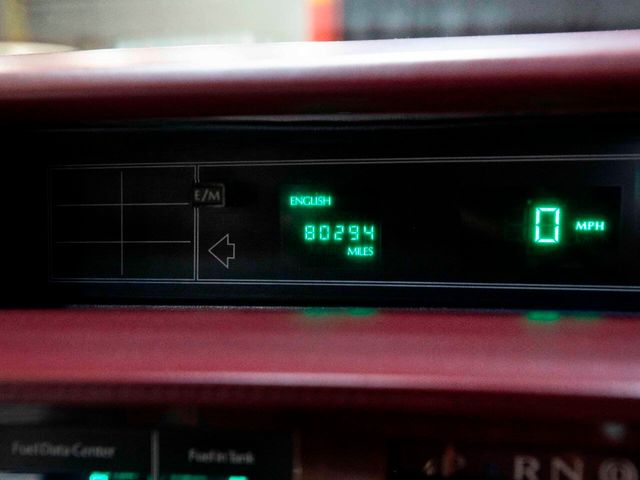 E/M
ENGLISH
80294
MILES
0 MPH
Fuel Data Center
Fuel in Tank
P R N D